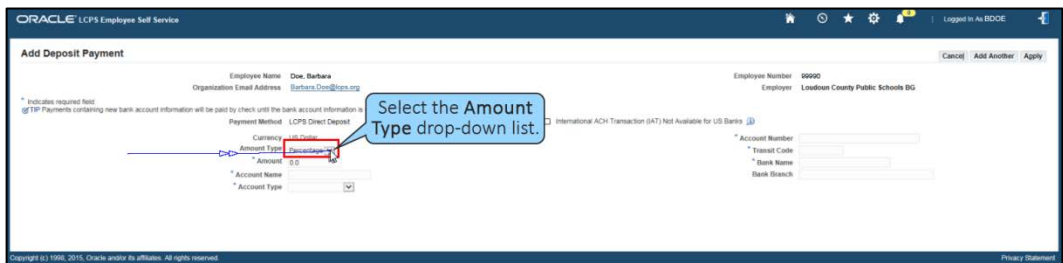 ORACLE® LCPS Employee Self Service
Logged In As BDOE
Add Deposit Payment
Cancel Add Another Apply
Employee Name Doe, Barbara
Employee Number 99990
Organization Email Address Barbara.Doe@lcps.org
Employer Loudoun County Public Schools BG
* Indicates required field
TIP Payments containing new bank account information will be paid by check until the bank account information is
Select the Amount
Type drop-down list.
Payment Method LCPS Direct Deposit
International ACH Transaction (IAT) Not Available for US Banks
Currency US Dollar
* Account Number
Amount Type Percentage
* Transit Code
* Amount 0.0
* Bank Name
* Account Name
Bank Branch
* Account Type
Copyright (c) 1998, 2015, Oracle and/or its affiliates. All rights reserved.
Privacy Statement